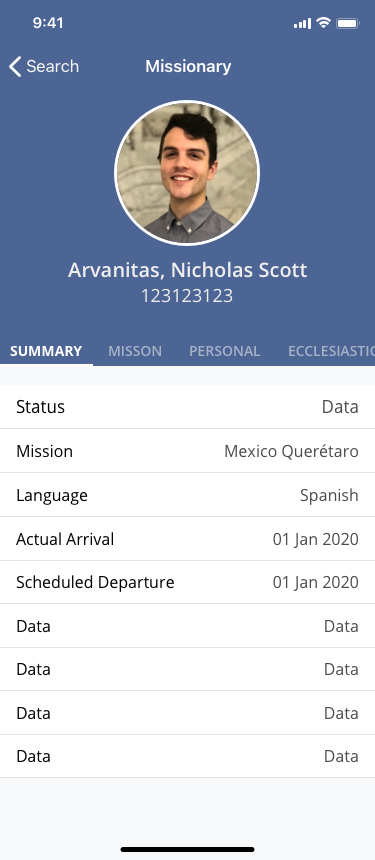 9:41
Search Missionary
Arvanitas, Nicholas Scott
123123123
SUMMARY MISSON PERSONAL ECCLESIASTIC
Status Data
Mission Mexico Querétaro
Language Spanish
Actual Arrival 01 Jan 2020
Scheduled Departure 01 Jan 2020
Data Data
Data Data
Data Data
Data Data